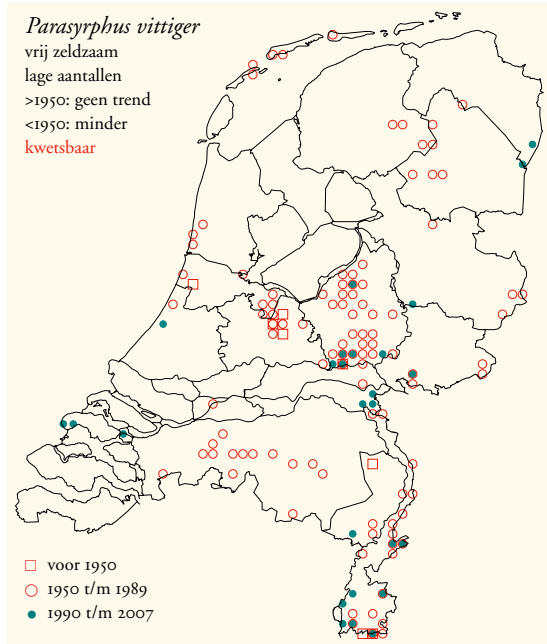 Parasyrphus vittiger
vrij zeldzaam
lage aantallen
>1950: geen trend
<1950: minder
kwetsbaar
voor 1950
1950 t/m 1989
1990 t/m 2007